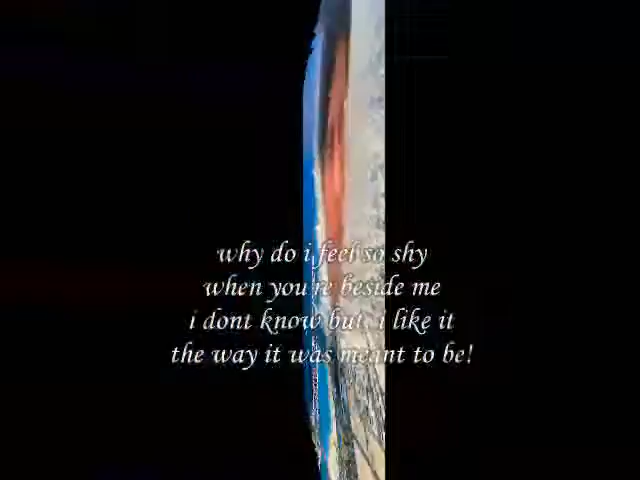 why do i feel so shy
when you're beside me
i dont know but i like it
the way it was meant to be!